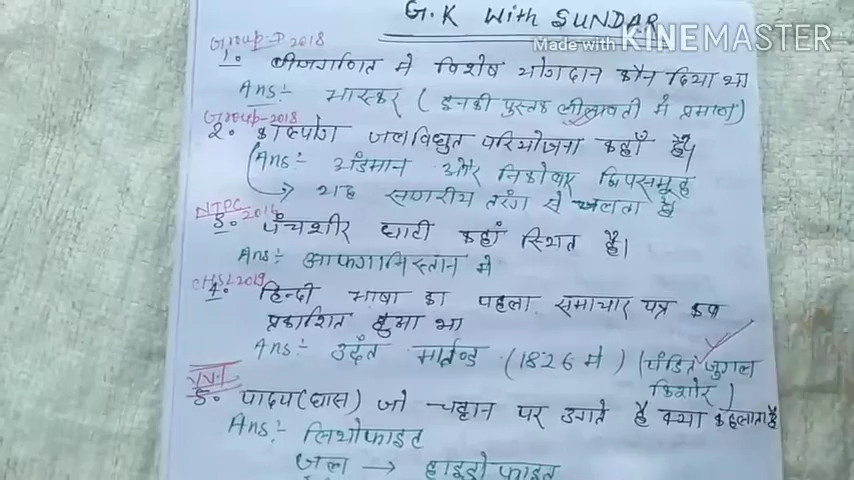 G.K With SUNDAR
Made with KINEMASTER
Group-D 2018
1. बीजगणित मे विशेष योगदान कौन दिया था
Ans:- भास्कर (इनकी पुस्तक लीलावती में प्रमाण)
Group-2018
2. काल्पोग जलविधुत परियोजना कहाँ है।
Ans:- अंडमान और निकोबार द्विपसमूह
→ यह सागरीय तरंग से चलता है
NTPC 2016
3. पंचशीर घाटी कहां स्थित है।
Ans:- आफगानिस्तान मे
CHSL 2019
4. हिन्दी भाषा का पहला समाचार पत्र कब
प्रकाशित हुआ था
Ans:- उदंत मार्तण्ड (1826 मे) (पंडित जुगल
किशोर)
V.V.I
5. पादप(घास) जो चट्टान पर उगते है क्या कहलाता है
Ans:- लिथोफाइट
जल → हाइड्रोफाइट